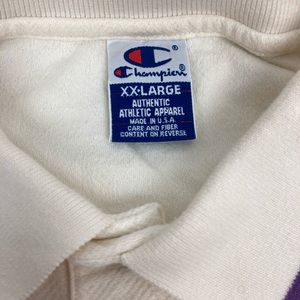 Champion®
XX-LARGE
AUTHENTIC
ATHLETIC APPAREL
MADE IN U.S.A.
CARE AND FIBER
CONTENT ON REVERSE